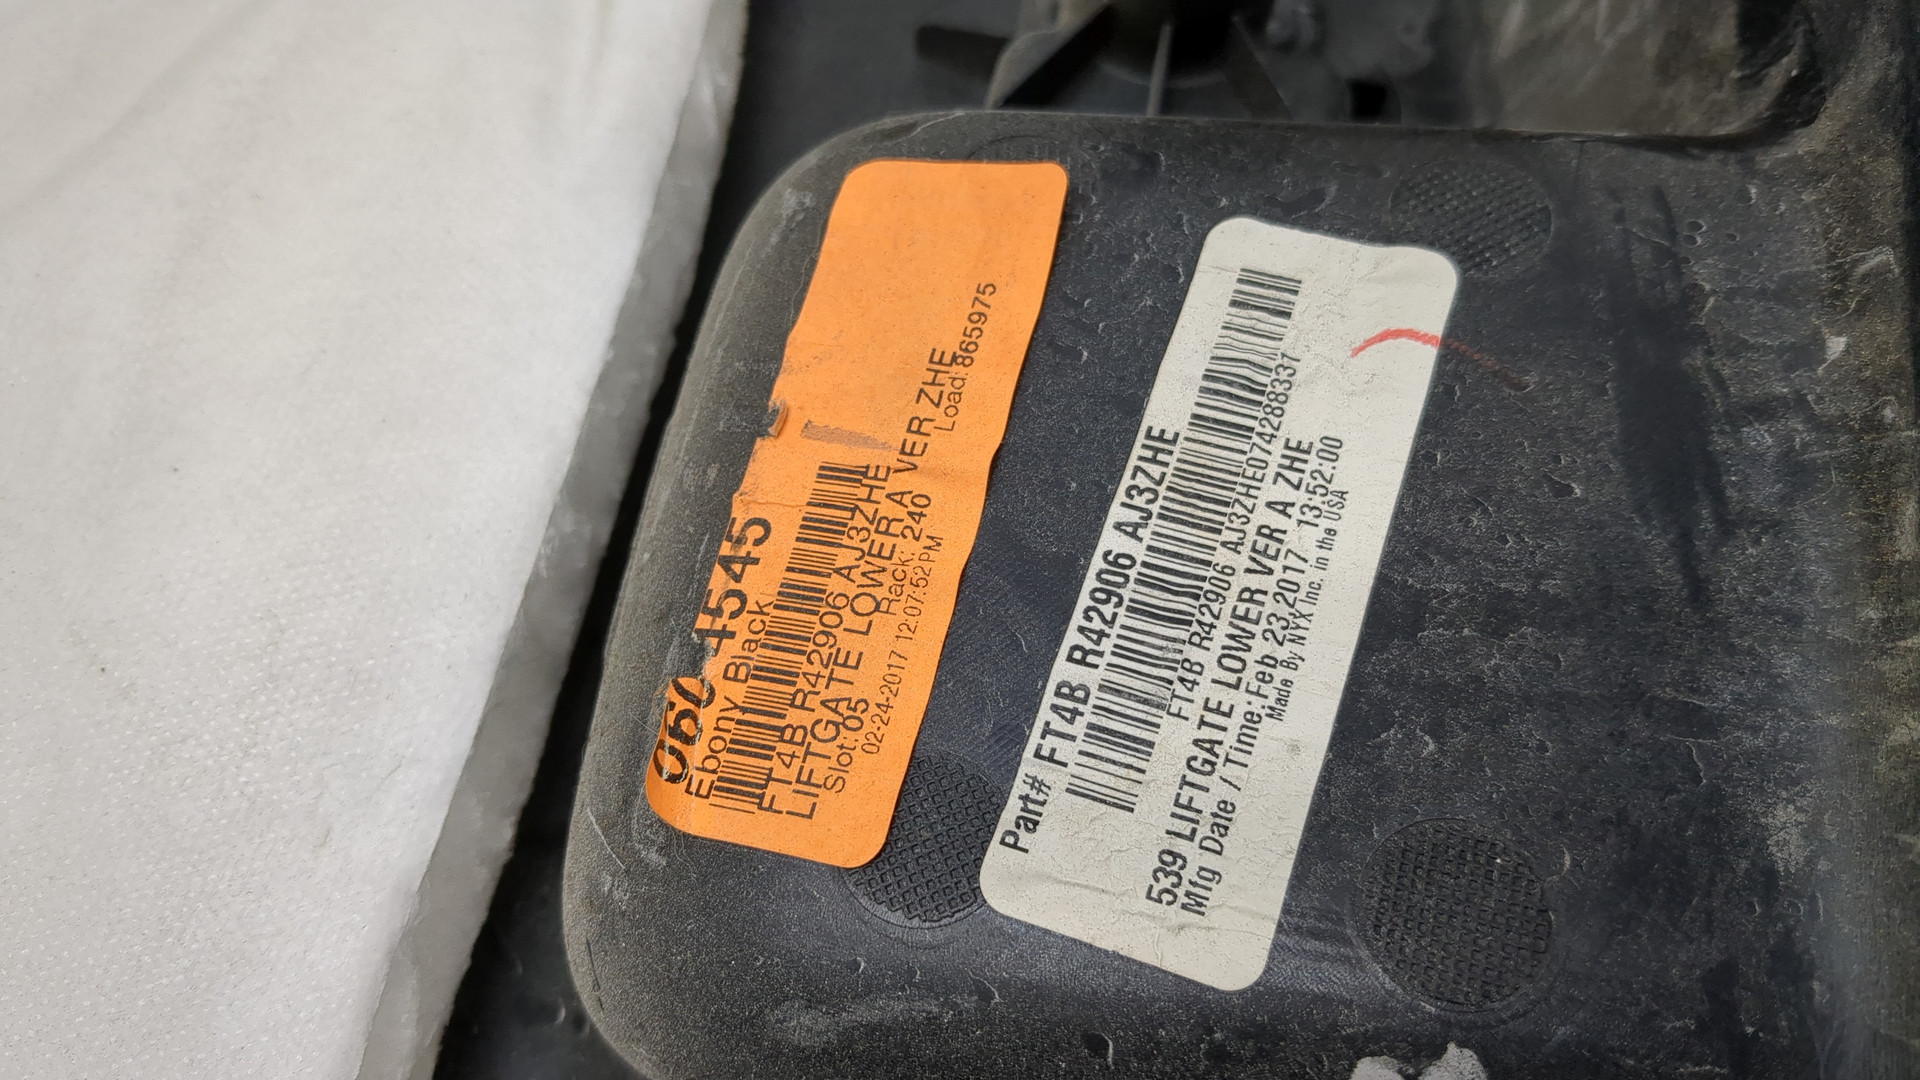 060 4545
Ebony Black
FT4B R42906 AJ3ZHE
LIFTGATE LOWER A VER ZHE
Slot: 05 Rack: 240 Load: 865975
02-24-2017 12:07:52PM
Part# FT4B R42906 AJ3ZHE
FT4B R42906 AJ3ZHE074288337
539 LIFTGATE LOWER VER A ZHE
Mfg Date / Time: Feb 23 2017 13:52:00
Made By NYX Inc. in the USA